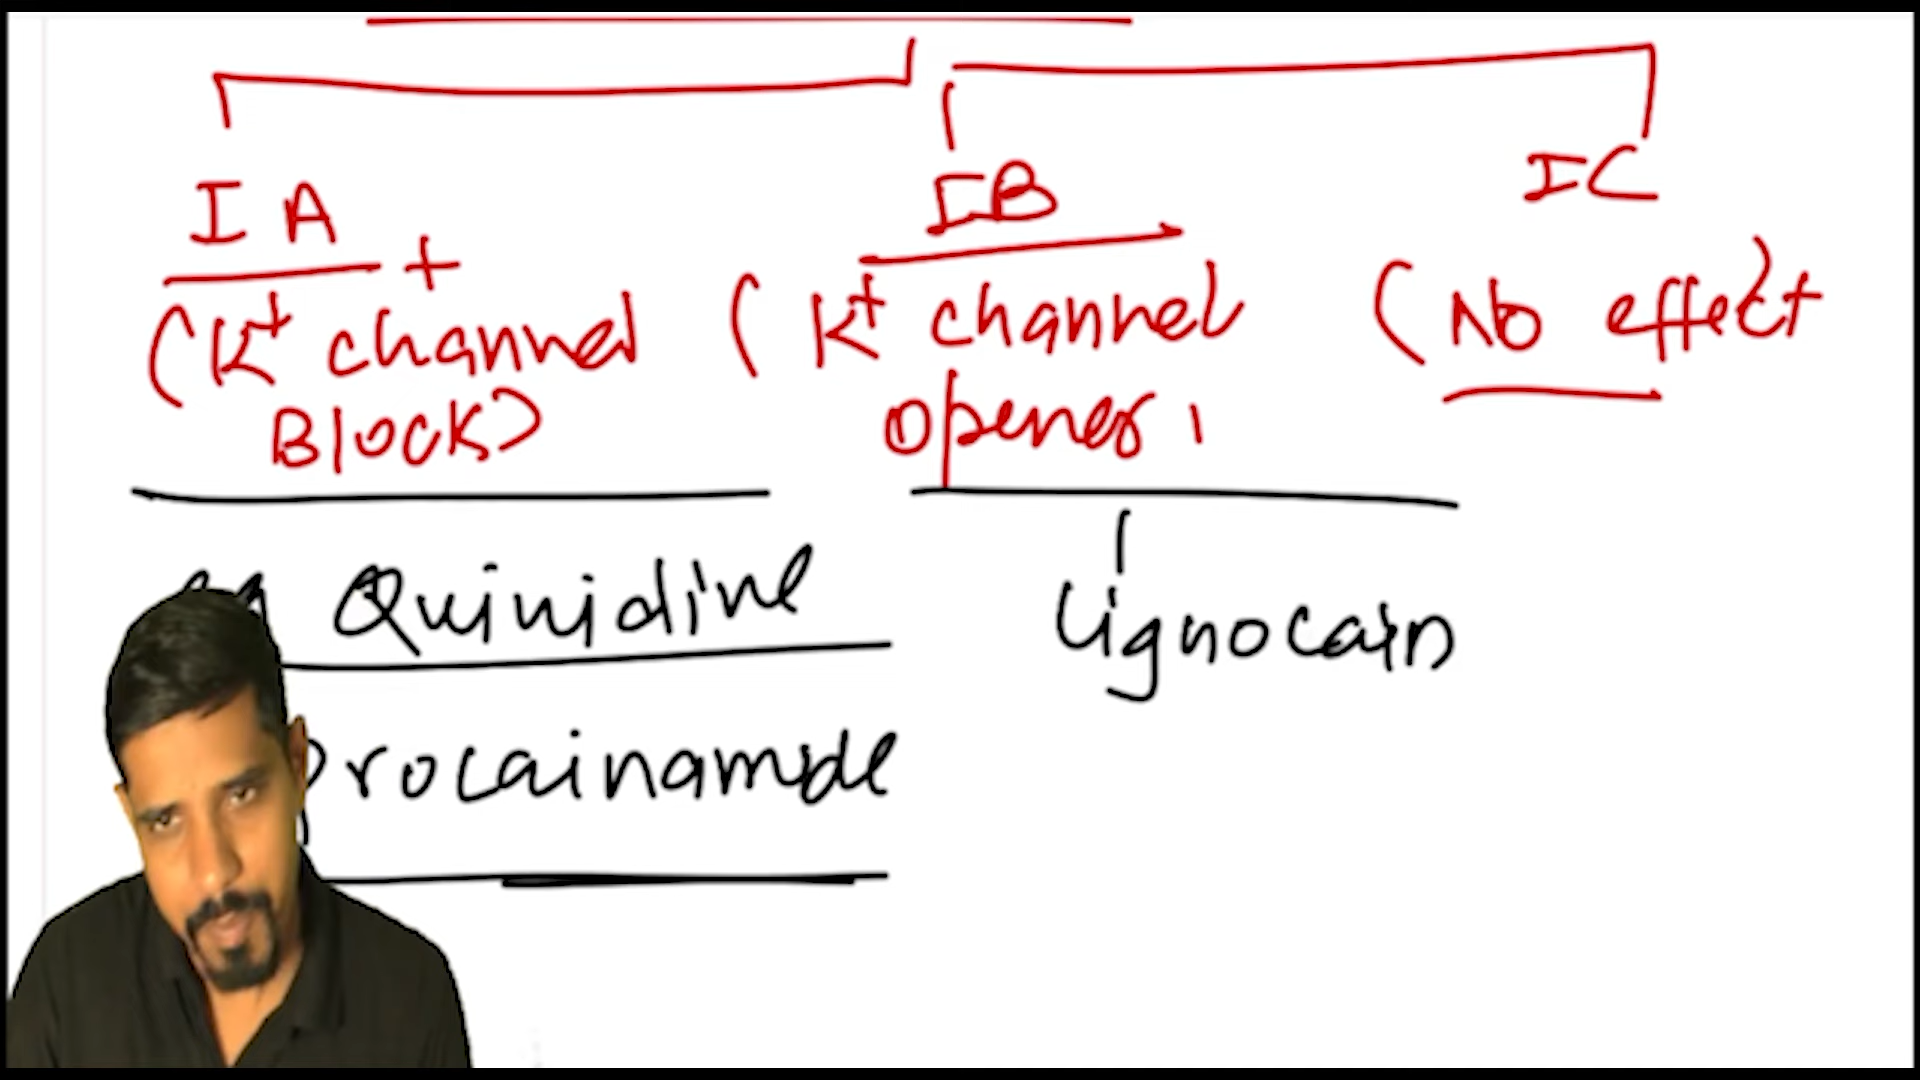 IA IB IC
+
(K+ channel (K+ channel (No effect)
Block) opener
Quinidine Lignocain
procainamide